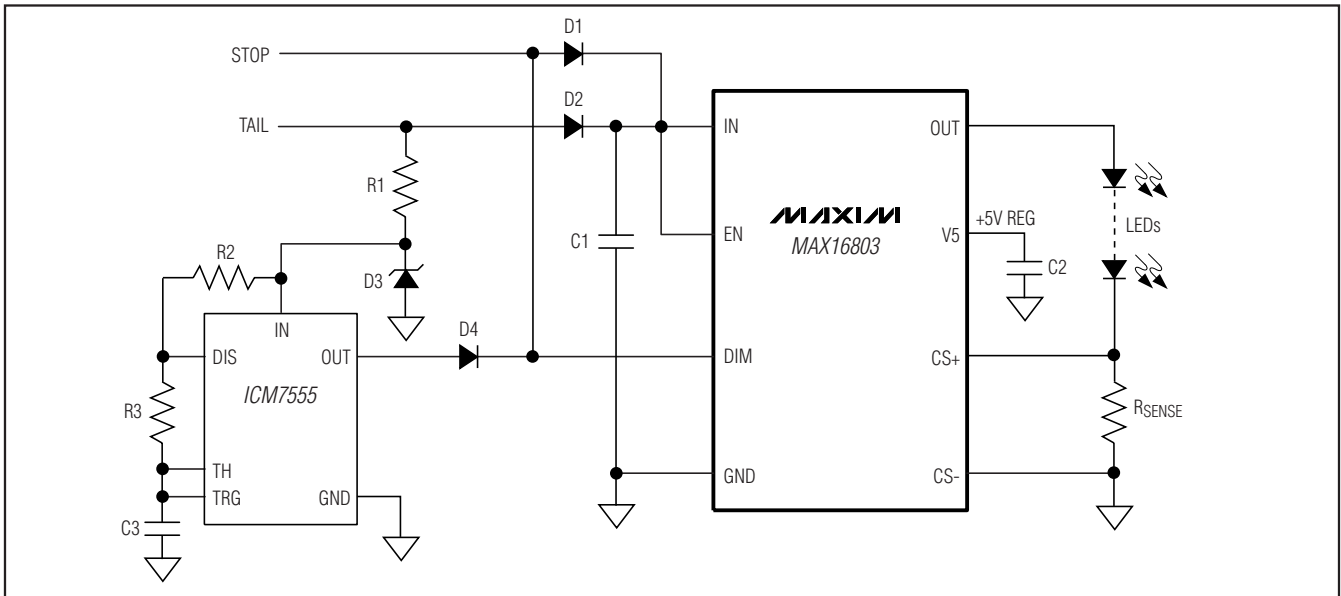 STOP
D1
TAIL
D2
IN
OUT
R1
MAXIM
MAX16803
+5V REG
LEDs
EN
V5
C1
C2
R2
D3
IN
DIS
OUT
D4
DIM
CS+
ICM7555
R3
RSENSE
TH
GND
CS-
TRG
GND
C3